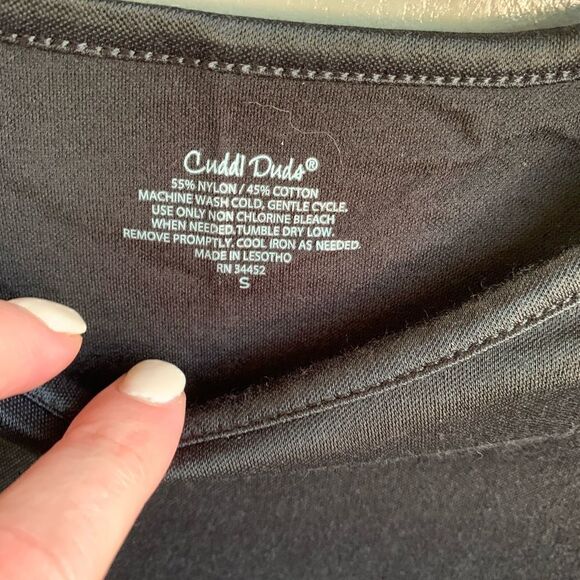 Cuddl Duds®
55% NYLON / 45% COTTON
MACHINE WASH COLD, GENTLE CYCLE.
USE ONLY NON CHLORINE BLEACH
WHEN NEEDED. TUMBLE DRY LOW.
REMOVE PROMPTLY. COOL IRON AS NEEDED.
MADE IN LESOTHO
RN 34452
S